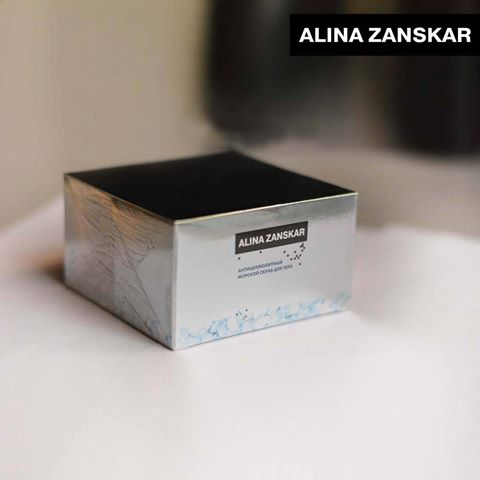 ALINA ZANSKAR
ALINA ZANSKAR
АНТИЦЕЛЛЮЛИТНЫЙ
МОРСКОЙ СКРАБ ДЛЯ ТЕЛА